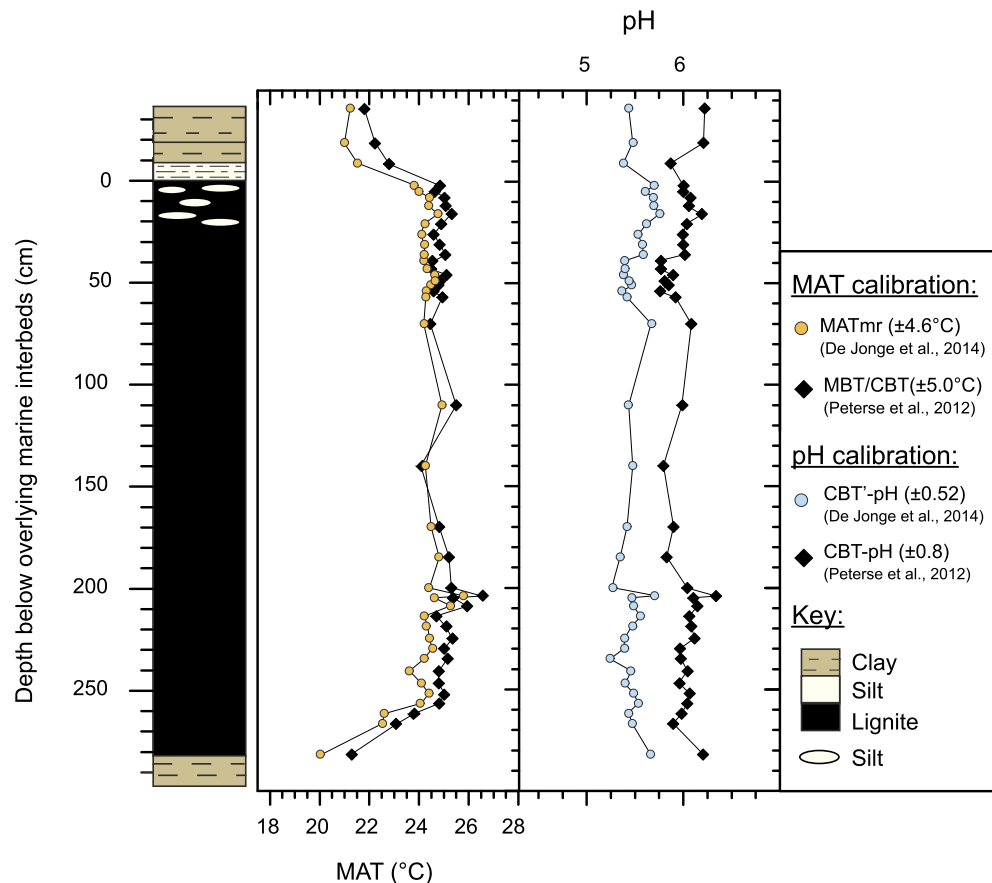 pH
5 6
Depth below overlying marine interbeds (cm)
0
50
100
150
200
250
18 20 22 24 26 28
MAT (°C)
MAT calibration:
MATmr (±4.6°C)
(De Jonge et al., 2014)
MBT/CBT(±5.0°C)
(Peterse et al., 2012)
pH calibration:
CBT'-pH (±0.52)
(De Jonge et al., 2014)
CBT-pH (±0.8)
(Peterse et al., 2012)
Key:
Clay
Silt
Lignite
Silt